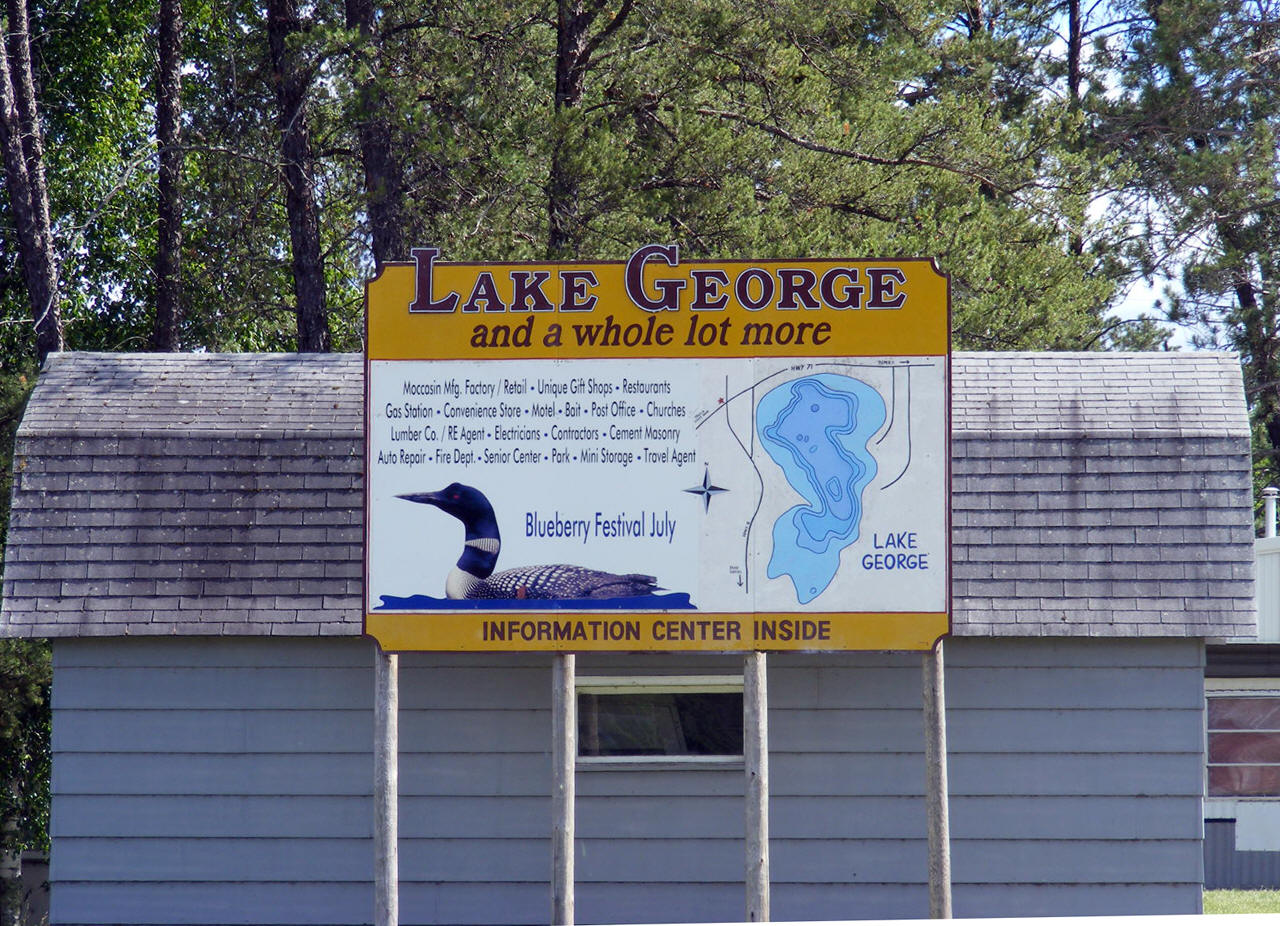 LAKE GEORGE
and a whole lot more
Moccasin Mfg. Factory / Retail • Unique Gift Shops • Restaurants
Gas Station • Convenience Store • Motel • Bait • Post Office • Churches
Lumber Co. / RE Agent • Electricians • Contractors • Cement Masonry
Auto Repair • Fire Dept. • Senior Center • Park • Mini Storage • Travel Agent
Blueberry Festival July
HWY 71
N
LAKE
GEORGE
INFORMATION CENTER INSIDE